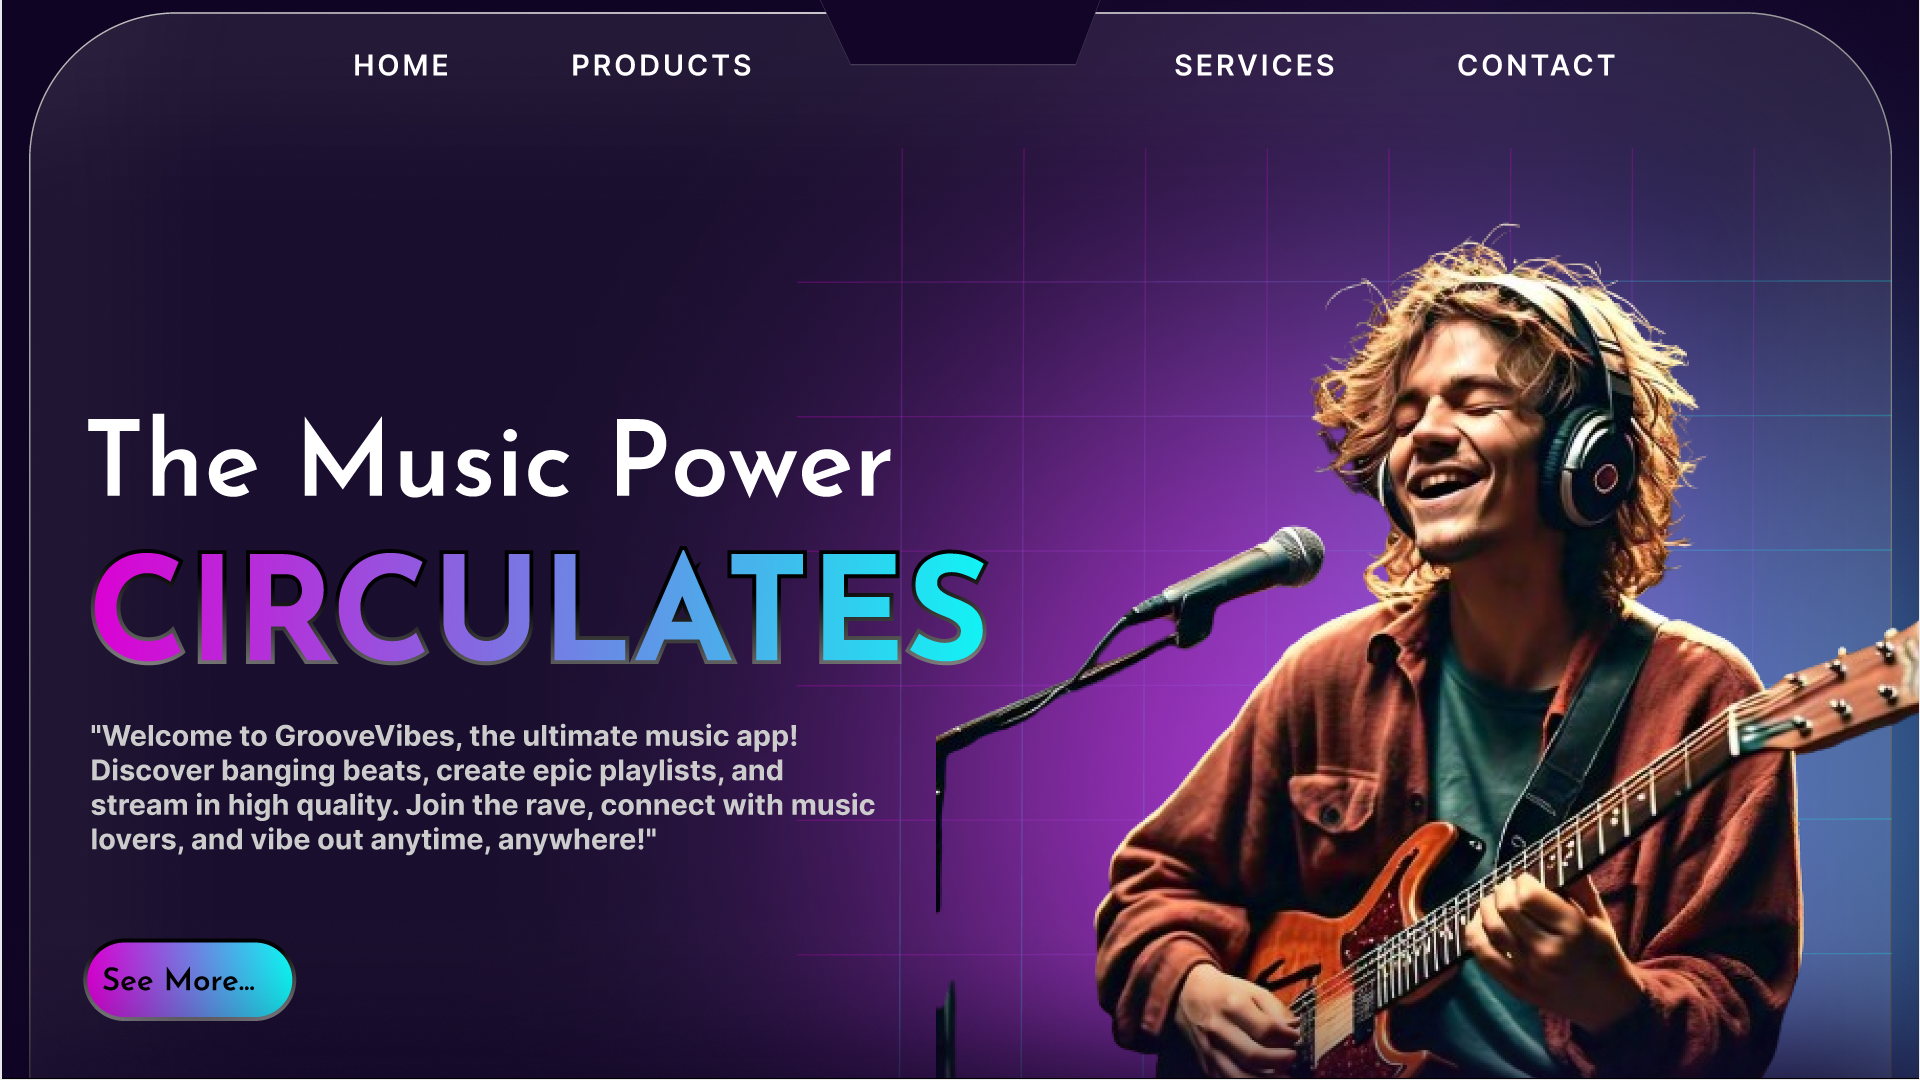 HOME PRODUCTS SERVICES CONTACT
The Music Power
CIRCULATES
"Welcome to GrooveVibes, the ultimate music app!
Discover banging beats, create epic playlists, and
stream in high quality. Join the rave, connect with music
lovers, and vibe out anytime, anywhere!"
See More...